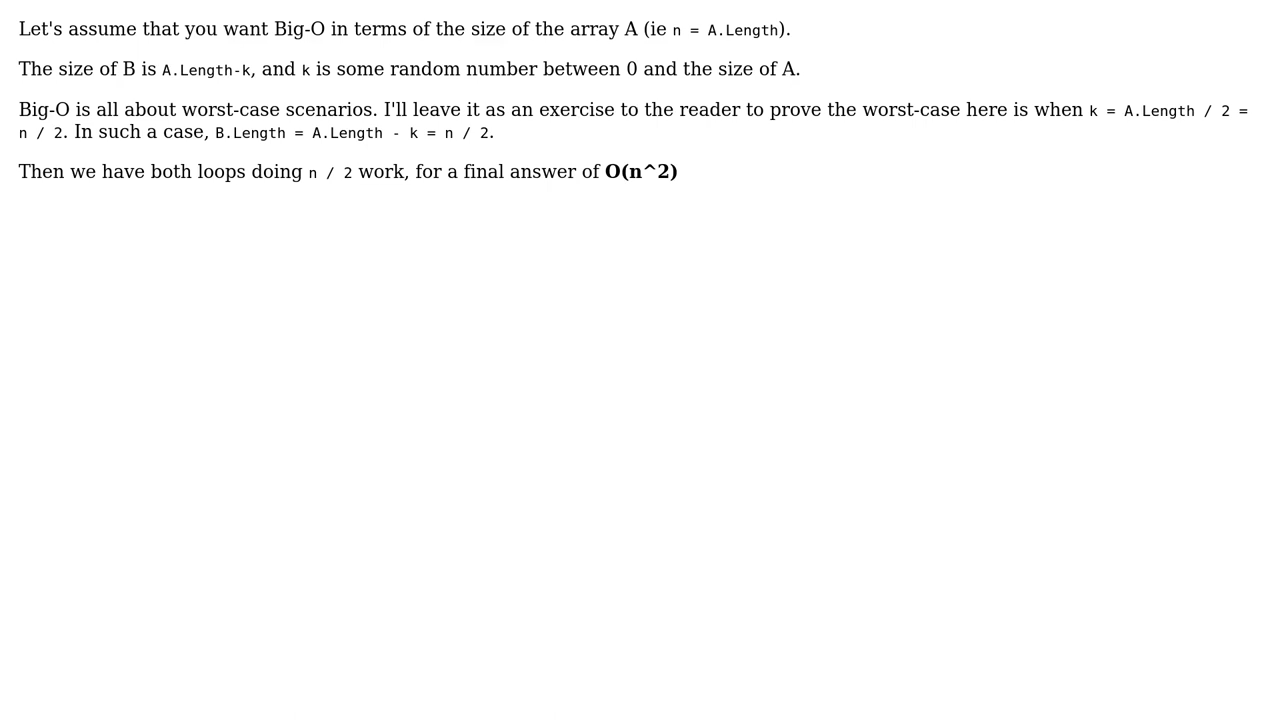 Let's assume that you want Big-O in terms of the size of the array A (ie n = A.Length).
The size of B is A.Length-k, and k is some random number between 0 and the size of A.
Big-O is all about worst-case scenarios. I'll leave it as an exercise to the reader to prove the worst-case here is when k = A.Length / 2 =
n / 2. In such a case, B.Length = A.Length - k = n / 2.
Then we have both loops doing n / 2 work, for a final answer of O(n^2)